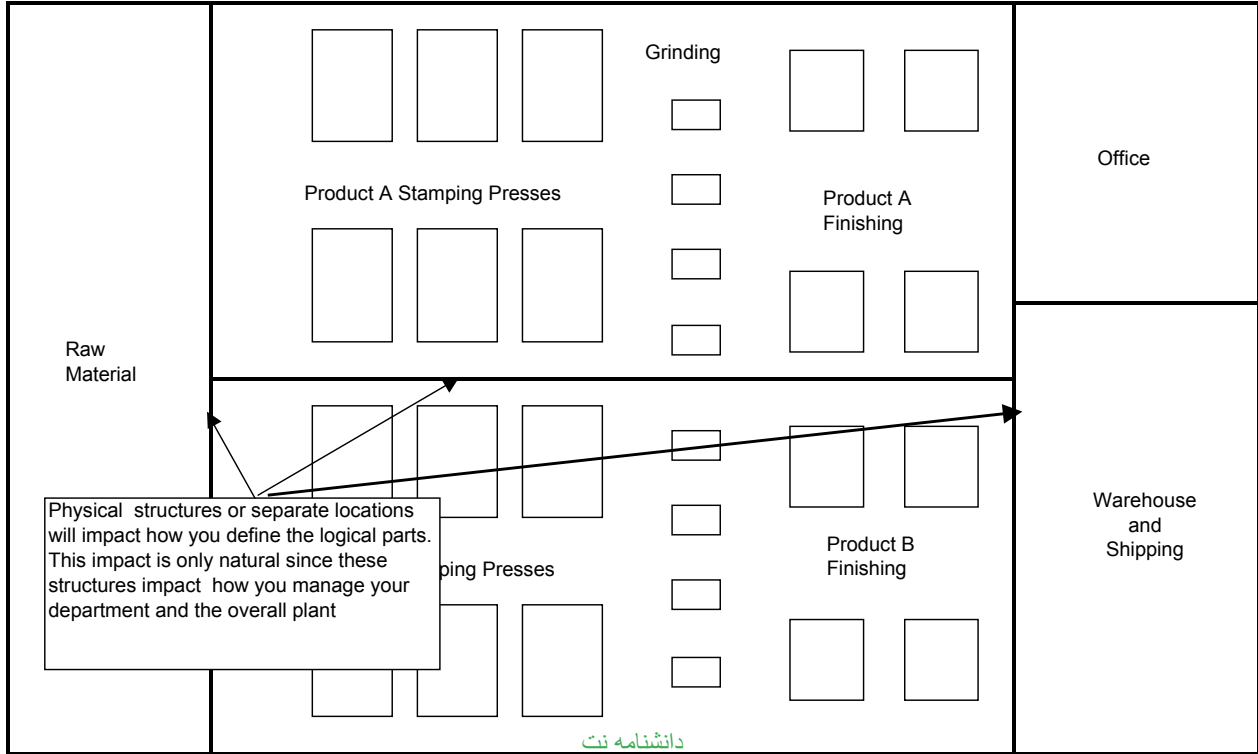 Grinding
Office
Product A Stamping Presses
Product A
Finishing
Raw
Material
Physical structures or separate locations
will impact how you define the logical parts.
This impact is only natural since these
structures impact how you manage your
department and the overall plant
ping Presses
Product B
Finishing
Warehouse
and
Shipping
دانشنامه نت